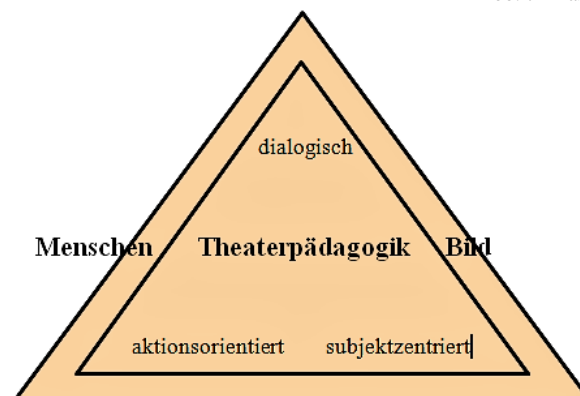 dialogisch
Menschen Theaterpädagogik Bild
aktionsorientiert subjektzentriert